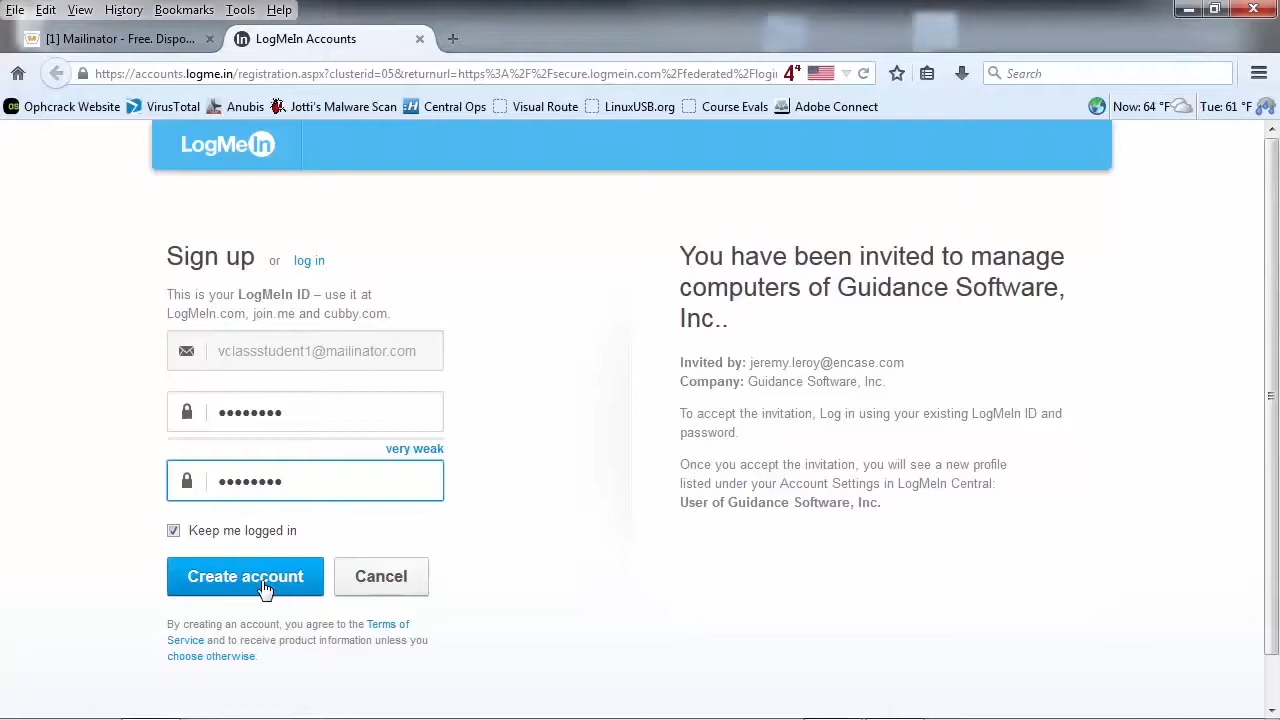 File Edit View History Bookmarks Tools Help
[1] Mailinator - Free. Dispo... × LogMeIn Accounts ×
https://accounts.logme.in/registration.aspx?clusterid=05&returnurl=https%3A%2F%2Fsecure.logmein.com%2Ffederated%2Flogin Search
Ophcrack Website VirusTotal Anubis Jotti's Malware Scan Central Ops Visual Route LinuxUSB.org Course Evals Adobe Connect Now: 64 °F Tue: 61 °F
LogMeIn
Sign up or log in
This is your LogMeIn ID – use it at
LogMeIn.com, join.me and cubby.com.
vclassstudent1@mailinator.com
very weak
Keep me logged in
Create account Cancel
By creating an account, you agree to the Terms of
Service and to receive product information unless you
choose otherwise.
You have been invited to manage
computers of Guidance Software,
Inc..
Invited by: jeremy.leroy@encase.com
Company: Guidance Software, Inc.
To accept the invitation, Log in using your existing LogMeIn ID and
password.
Once you accept the invitation, you will see a new profile
listed under your Account Settings in LogMeIn Central:
User of Guidance Software, Inc.